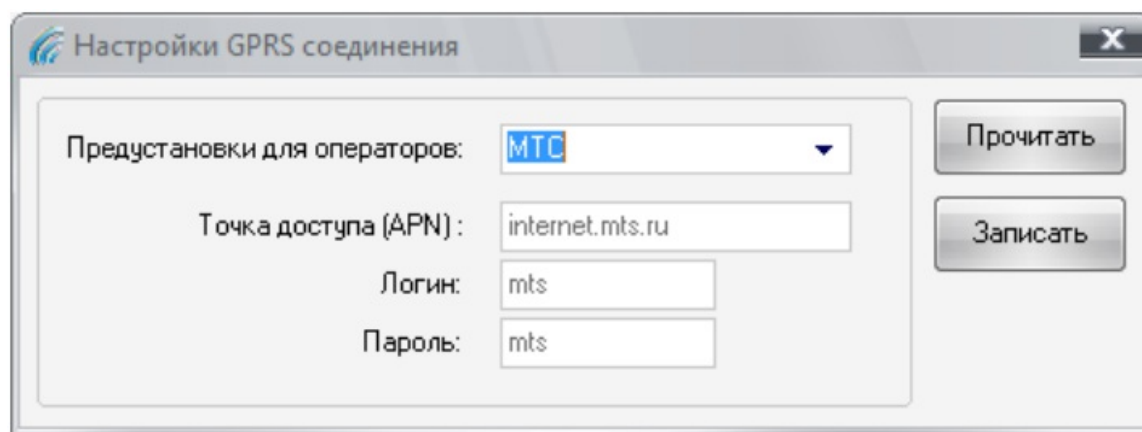 Настройки GPRS соединения
Предустановки для операторов: МТС
Прочитать
Точка доступа (APN) : internet.mts.ru
Записать
Логин: mts
Пароль: mts